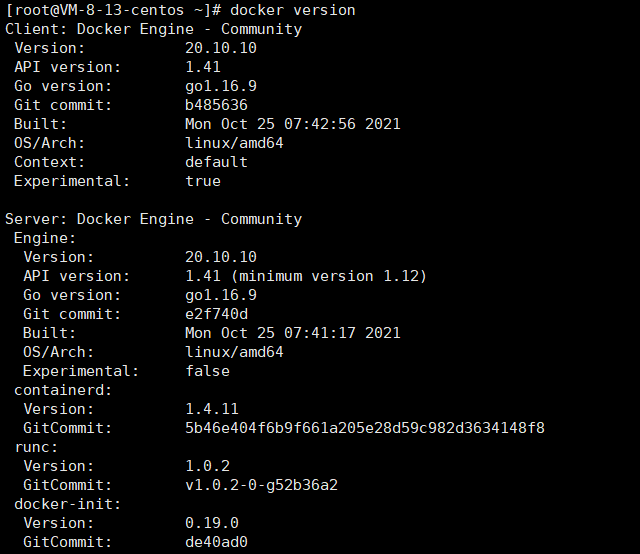 [root@VM-8-13-centos ~]# docker version
Client: Docker Engine - Community
 Version:           20.10.10
 API version:       1.41
 Go version:        go1.16.9
 Git commit:        b485636
 Built:             Mon Oct 25 07:42:56 2021
 OS/Arch:           linux/amd64
 Context:           default
 Experimental:      true

Server: Docker Engine - Community
 Engine:
  Version:          20.10.10
  API version:      1.41 (minimum version 1.12)
  Go version:       go1.16.9
  Git commit:       e2f740d
  Built:            Mon Oct 25 07:41:17 2021
  OS/Arch:          linux/amd64
  Experimental:     false
 containerd:
  Version:          1.4.11
  GitCommit:        5b46e404f6b9f661a205e28d59c982d3634148f8
 runc:
  Version:          1.0.2
  GitCommit:        v1.0.2-0-g52b36a2
 docker-init:
  Version:          0.19.0
  GitCommit:        de40ad0